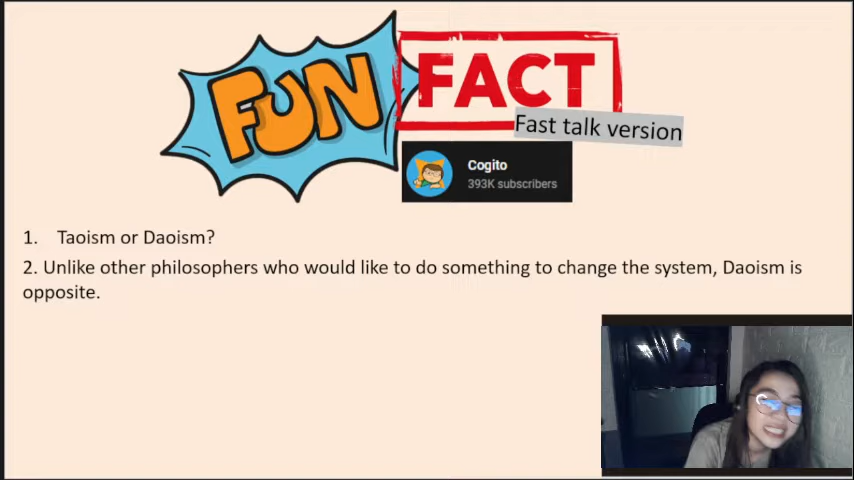 FUN FACT
Fast talk version
Cogito
393K subscribers
1. Taoism or Daoism?
2. Unlike other philosophers who would like to do something to change the system, Daoism is
opposite.